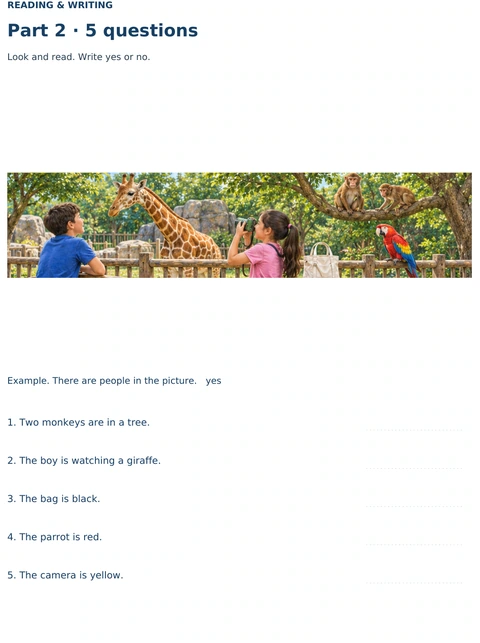 READING & WRITING
Part 2 · 5 questions
Look and read. Write yes or no.
Example. There are people in the picture. yes
1. Two monkeys are in a tree.
2. The boy is watching a giraffe.
3. The bag is black.
4. The parrot is red.
5. The camera is yellow.